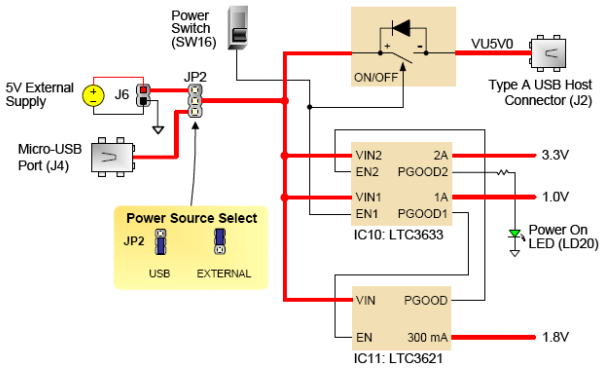 Power
Switch
(SW16)
VU5V0
+
-
ON/OFF
Type A USB Host
Connector (J2)
5V External
Supply
+
-
J6
JP2
Micro-USB
Port (J4)
VIN2 2A
EN2 PGOOD2
VIN1 1A
EN1 PGOOD1
IC10: LTC3633
3.3V
1.0V
Power On
LED (LD20)
Power Source Select
JP2
USB EXTERNAL
VIN PGOOD
EN 300 mA
IC11: LTC3621
1.8V